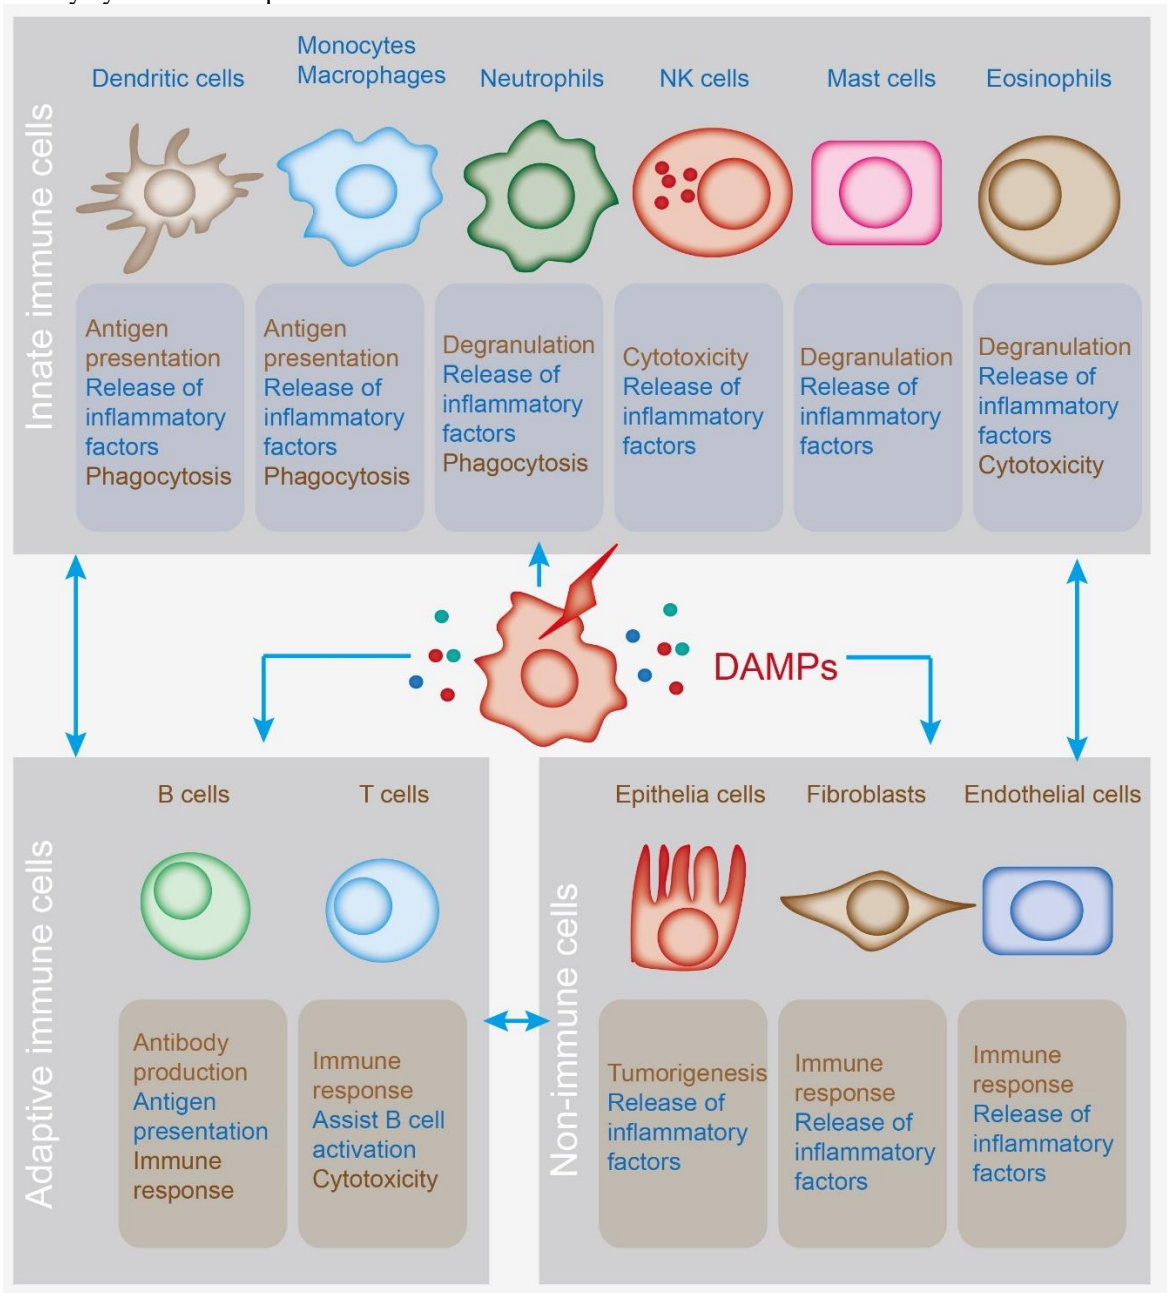 Innate immune cells
Dendritic cells
Monocytes
Macrophages
Neutrophils
NK cells
Mast cells
Eosinophils
Antigen
presentation
Release of
inflammatory
factors
Phagocytosis
Antigen
presentation
Release of
inflammatory
factors
Phagocytosis
Degranulation
Release of
inflammatory
factors
Phagocytosis
Cytotoxicity
Release of
inflammatory
factors
Degranulation
Release of
inflammatory
factors
Degranulation
Release of
inflammatory
factors
Cytotoxicity
DAMPs
Adaptive immune cells
B cells
T cells
Antibody
production
Antigen
presentation
Immune
response
Immune
response
Assist B cell
activation
Cytotoxicity
Non-immune cells
Epithelia cells
Fibroblasts
Endothelial cells
Tumorigenesis
Release of
inflammatory
factors
Immune
response
Release of
inflammatory
factors
Immune
response
Release of
inflammatory
factors